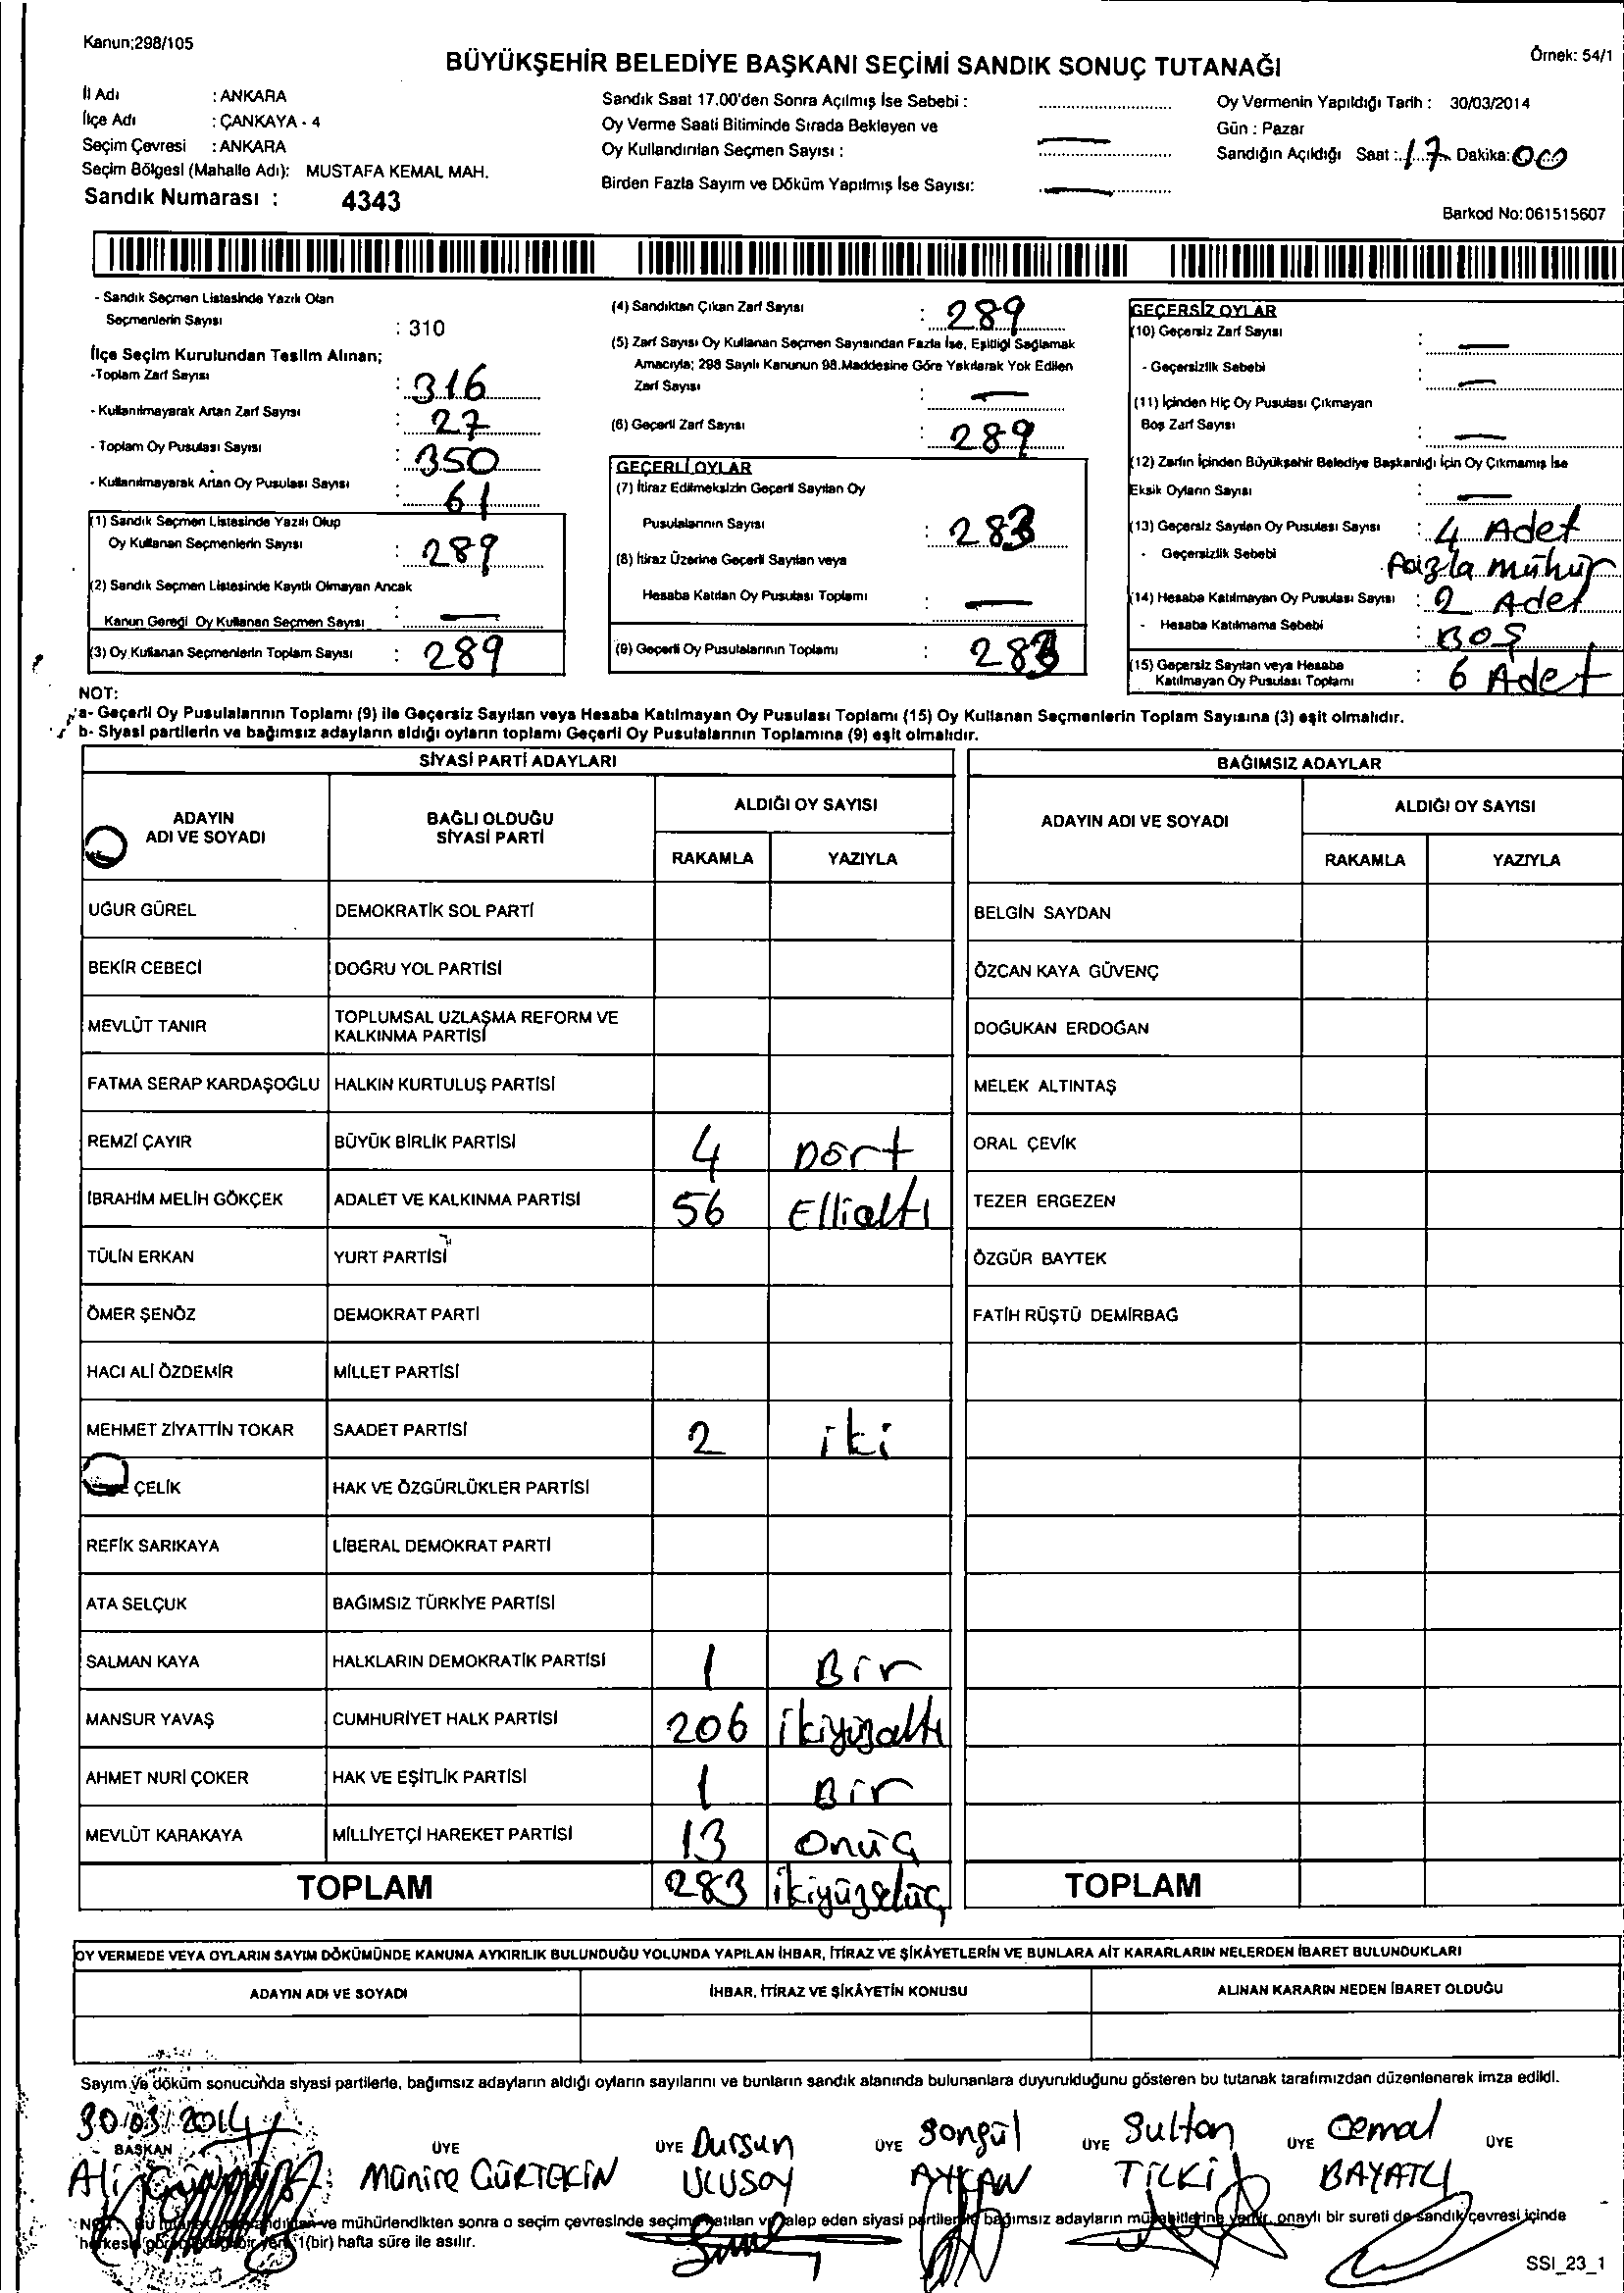 Kanun;298/105
Örnek: 54/1
BÜYÜKŞEHİR BELEDİYE BAŞKANI SEÇİMİ SANDIK SONUÇ TUTANAĞI
İl Adı : ANKARA
İlçe Adı : ÇANKAYA - 4
Seçim Çevresi : ANKARA
Seçim Bölgesi (Mahalle Adı): MUSTAFA KEMAL MAH.
Sandık Numarası : 4343
Sandık Saat 17.00'den Sonra Açılmış İse Sebebi :
Oy Verme Saati Bitiminde Sırada Bekleyen ve
Oy Kullandırılan Seçmen Sayısı : —
Birden Fazla Sayım ve Döküm Yapılmış İse Sayısı: —
Oy Vermenin Yapıldığı Tarih : 30/03/2014
Gün : Pazar
Sandığın Açıldığı Saat : 17 Dakika: 00
Barkod No:061515607
- Sandık Seçmen Listesinde Yazılı Olan
Seçmenlerin Sayısı : 310
İlçe Seçim Kurulundan Teslim Alınan;
-Toplam Zarf Sayısı : 316
- Kullanılmayarak Artan Zarf Sayısı : 27
- Toplam Oy Pusulası Sayısı : 350
- Kullanılmayarak Artan Oy Pusulası Sayısı : 61
(1) Sandık Seçmen Listesinde Yazılı Olup
Oy Kullanan Seçmenlerin Sayısı : 289
(2) Sandık Seçmen Listesinde Kayıtlı Olmayan Ancak
Kanun Gereği Oy Kullanan Seçmen Sayısı : —
(3) Oy Kullanan Seçmenlerin Toplam Sayısı : 289
(4) Sandıktan Çıkan Zarf Sayısı : 289
(5) Zarf Sayısı Oy Kullanan Seçmen Sayısından Fazla İse, Eşitliği Sağlamak
Amacıyla; 298 Sayılı Kanunun 98.Maddesine Göre Yakılarak Yok Edilen
Zarf Sayısı : —
(6) Geçerli Zarf Sayısı : 289
GEÇERLİ OYLAR
(7) İtiraz Edilmeksizin Geçerli Sayılan Oy
Pusulalarının Sayısı : 283
(8) İtiraz Üzerine Geçerli Sayılan veya
Hesaba Katılan Oy Pusulası Toplamı : —
(9) Geçerli Oy Pusulalarının Toplamı : 283
GEÇERSİZ OYLAR
(10) Geçersiz Zarf Sayısı : —
- Geçersizlik Sebebi : —
(11) İçinden Hiç Oy Pusulası Çıkmayan
Boş Zarf Sayısı : —
(12) Zarfın İçinden Büyükşehir Belediye Başkanlığı İçin Oy Çıkmamış İse
Eksik Oyların Sayısı : —
(13) Geçersiz Sayılan Oy Pusulası Sayısı : 4 Adet
- Geçersizlik Sebebi : Fazla mühür
(14) Hesaba Katılmayan Oy Pusulası Sayısı : 2 Adet
- Hesaba Katılmama Sebebi : BOŞ
(15) Geçersiz Sayılan veya Hesaba
Katılmayan Oy Pusulası Toplamı : 6 Adet
NOT:
a- Geçerli Oy Pusulalarının Toplamı (9) ile Geçersiz Sayılan veya Hesaba Katılmayan Oy Pusulası Toplamı (15) Oy Kullanan Seçmenlerin Toplam Sayısına (3) eşit olmalıdır.
b- Siyasi partilerin ve bağımsız adayların aldığı oyların toplamı Geçerli Oy Pusulalarının Toplamına (9) eşit olmalıdır.
SİYASİ PARTİ ADAYLARI
BAĞIMSIZ ADAYLAR
ADAYIN ADI VE SOYADI
BAĞLI OLDUĞU SİYASİ PARTİ
ALDIĞI OY SAYISI
RAKAMLA YAZIYLA
ADAYIN ADI VE SOYADI
ALDIĞI OY SAYISI
RAKAMLA YAZIYLA
UĞUR GÜREL DEMOKRATİK SOL PARTİ BELGİN SAYDAN
BEKİR CEBECİ DOĞRU YOL PARTİSİ ÖZCAN KAYA GÜVENÇ
MEVLÜT TANIR TOPLUMSAL UZLAŞMA REFORM VE KALKINMA PARTİSİ DOĞUKAN ERDOĞAN
FATMA SERAP KARDAŞOĞLU HALKIN KURTULUŞ PARTİSİ MELEK ALTINTAŞ
REMZİ ÇAYIR BÜYÜK BİRLİK PARTİSİ 4 Dört ORAL ÇEVİK
İBRAHİM MELİH GÖKÇEK ADALET VE KALKINMA PARTİSİ 56 Ellialtı TEZER ERGEZEN
TÜLİN ERKAN YURT PARTİSİ ÖZGÜR BAYTEK
ÖMER ŞENÖZ DEMOKRAT PARTİ FATİH RÜŞTÜ DEMİRBAĞ
HACI ALİ ÖZDEMİR MİLLET PARTİSİ
MEHMET ZİYATTİN TOKAR SAADET PARTİSİ 2 iki
ÇELİK HAK VE ÖZGÜRLÜKLER PARTİSİ
REFİK SARIKAYA LİBERAL DEMOKRAT PARTİ
ATA SELÇUK BAĞIMSIZ TÜRKİYE PARTİSİ
SALMAN KAYA HALKLARIN DEMOKRATİK PARTİSİ 1 Bir
MANSUR YAVAŞ CUMHURİYET HALK PARTİSİ 206 ikiyüzaltı
AHMET NURİ ÇOKER HAK VE EŞİTLİK PARTİSİ 1 Bir
MEVLÜT KARAKAYA MİLLİYETÇİ HAREKET PARTİSİ 13 Onüç
TOPLAM 283 TOPLAM
OY VERMEDE VEYA OYLARIN SAYIM DÖKÜMÜNDE KANUNA AYKIRILIK BULUNDUĞU YOLUNDA YAPILAN İHBAR, İTİRAZ VE ŞİKÂYETLERİN VE BUNLARA AİT KARARLARIN NELERDEN İBARET BULUNDUKLARI
ADAYIN ADI VE SOYADI İHBAR, İTİRAZ VE ŞİKÂYETİN KONUSU ALINAN KARARIN NEDEN İBARET OLDUĞU
Sayım ve döküm sonucunda siyasi partilerle, bağımsız adayların aldığı oyların sayılarını ve bunların sandık alanında bulunanlara duyurulduğunu gösteren bu tutanak tarafımızdan düzenlenerek imza edildi.
30/03/2014
BAŞKAN ÜYE ÜYE ÜYE ÜYE ÜYE ÜYE
Ali
Münire GÜRTEKİN
Dursun ULUSOY
Songül AYKAN
Sultan TİLKİ
Cemal BAYATLI
ve mühürlendikten sonra o seçim çevresinde seçime katılan ve talep eden siyasi partilerle bağımsız adayların müşahitlerine verilir, onaylı bir sureti de sandık çevresi içinde
1(bir) hafta süre ile asılır.
SSI_23_1